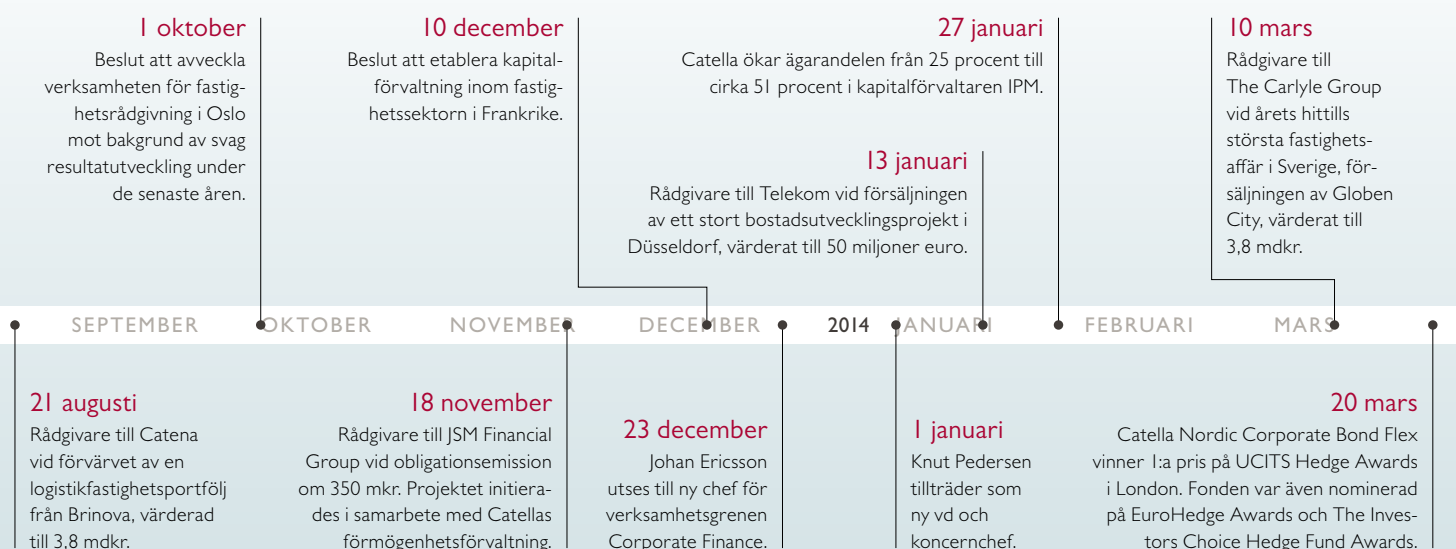 1 oktober
Beslut att avveckla
verksamheten för fastig-
hetsrådgivning i Oslo
mot bakgrund av svag
resultatutveckling under
de senaste åren.
10 december
Beslut att etablera kapital-
förvaltning inom fastig-
hetssektorn i Frankrike.
27 januari
Catella ökar ägarandelen från 25 procent till
cirka 51 procent i kapitalförvaltaren IPM.
13 januari
Rådgivare till Telekom vid försäljningen
av ett stort bostadsutvecklingsprojekt i
Düsseldorf, värderat till 50 miljoner euro.
10 mars
Rådgivare till
The Carlyle Group
vid årets hittills
största fastighets-
affär i Sverige, för-
säljningen av Globen
City, värderat till
3,8 mdkr.
SEPTEMBER OKTOBER NOVEMBER DECEMBER 2014 JANUARI FEBRUARI MARS
21 augusti
Rådgivare till Catena
vid förvärvet av en
logistikfastighetsportfölj
från Brinova, värderad
till 3,8 mdkr.
18 november
Rådgivare till JSM Financial
Group vid obligationsemission
om 350 mkr. Projektet initiera-
des i samarbete med Catellas
förmögenhetsförvaltning.
23 december
Johan Ericsson
utses till ny chef för
verksamhetsgrenen
Corporate Finance.
1 januari
Knut Pedersen
tillträder som
ny vd och
koncernchef.
20 mars
Catella Nordic Corporate Bond Flex
vinner 1:a pris på UCITS Hedge Awards
i London. Fonden var även nominerad
på EuroHedge Awards och The Inves-
tors Choice Hedge Fund Awards.